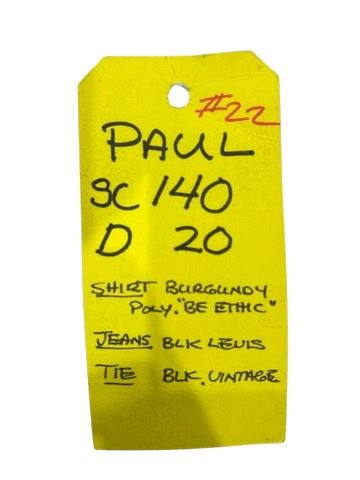 #22
PAUL
SC 140
D 20
SHIRT BURGUNDY
POLY. "BE ETHIC"
JEANS BLK LEVIS
TIE BLK. VINTAGE